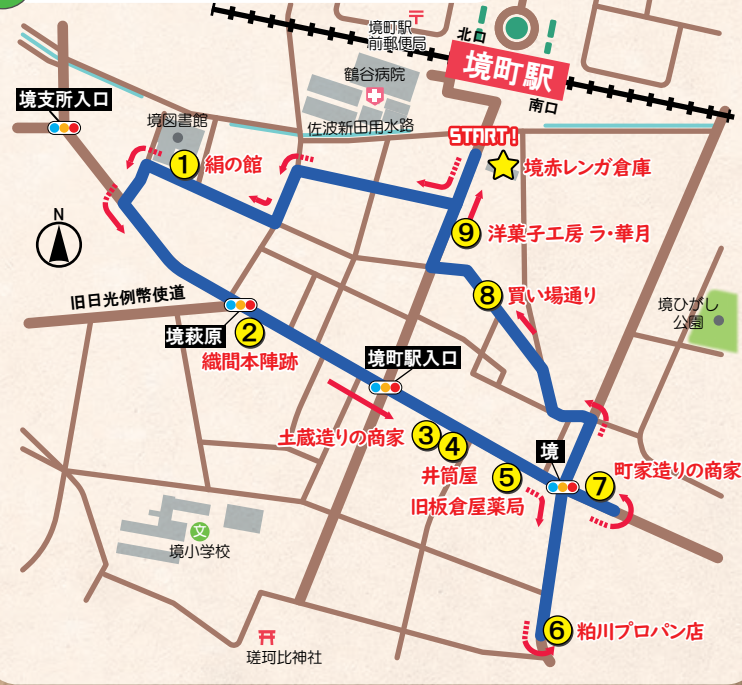 境町駅
前郵便局
北口
境町駅
南口
鶴谷病院
境支所入口
境図書館
佐波新田用水路
START!
境赤レンガ倉庫
1 絹の館
9 洋菓子工房 ラ・華月
N
8 買い場通り
旧日光例幣使道
境ひがし
公園
境萩原
2
織間本陣跡
境町駅入口
土蔵造りの商家 3
4
井筒屋
境
5
旧板倉屋薬局
7 町家造りの商家
文
境小学校
6 粕川プロパン店
瑳珂比神社